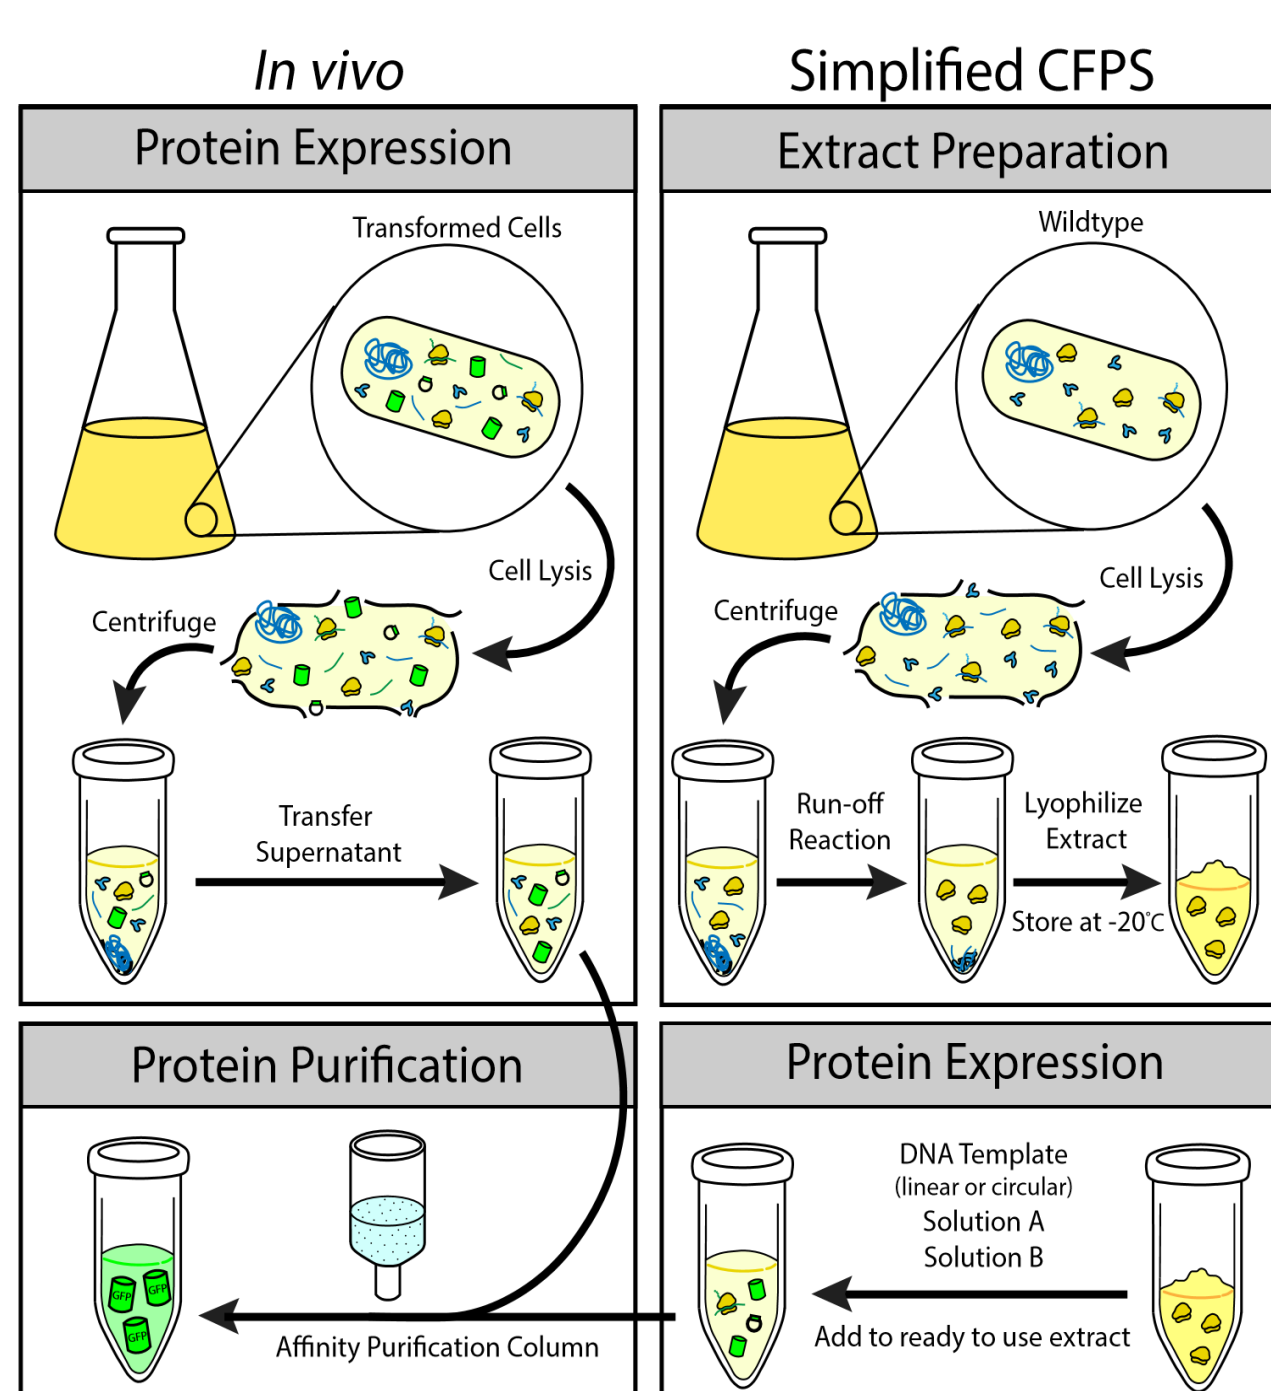 In vivo
Protein Expression
Transformed Cells
Cell Lysis
Centrifuge
Transfer
Supernatant
Simplified CFPS
Extract Preparation
Wildtype
Cell Lysis
Centrifuge
Run-off
Reaction
Lyophilize
Extract
Store at -20°C
Protein Purification
GFP
GFP
GFP
Affinity Purification Column
Protein Expression
DNA Template
(linear or circular)
Solution A
Solution B
Add to ready to use extract